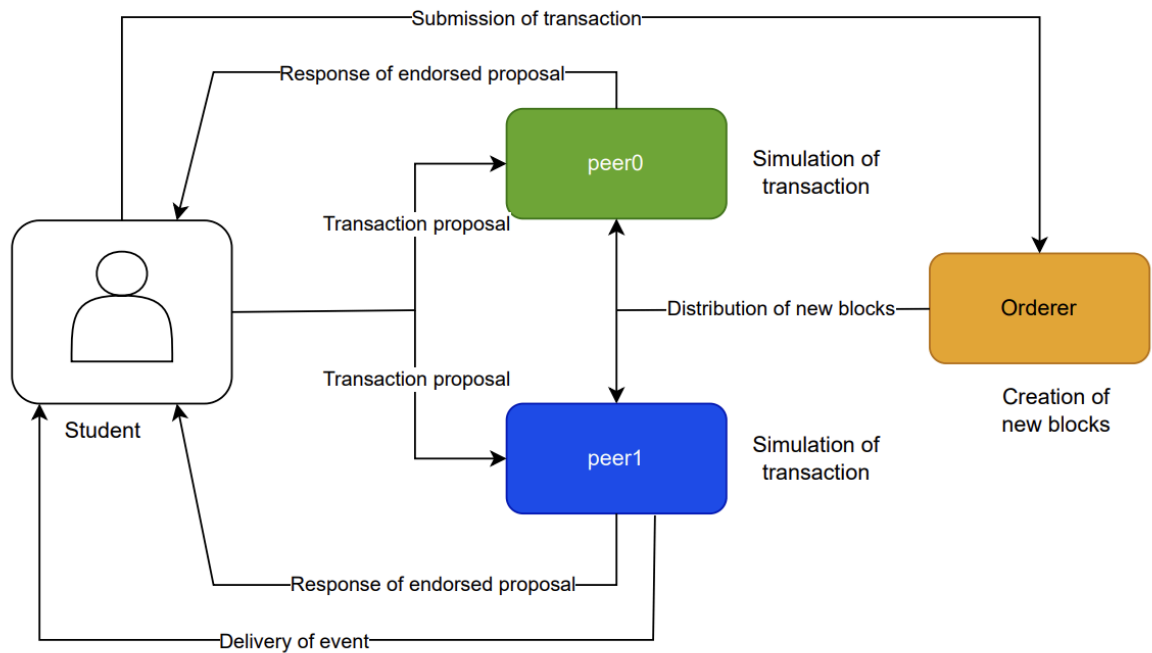 Submission of transaction
Response of endorsed proposal
peer0
Simulation of
transaction
Transaction proposal
Distribution of new blocks
Orderer
Transaction proposal
Creation of
new blocks
Student
peer1
Simulation of
transaction
Response of endorsed proposal
Delivery of event